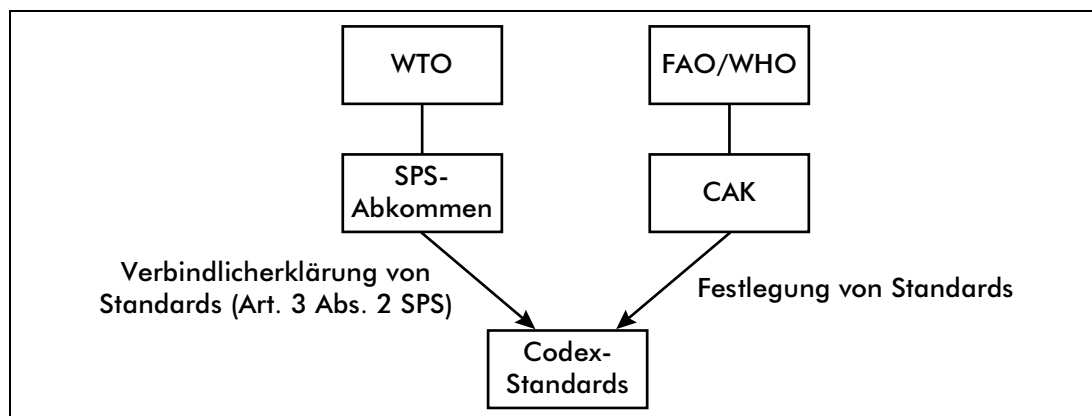 WTO
FAO/WHO
SPS-
Abkommen
CAK
Verbindlicherklärung von
Standards (Art. 3 Abs. 2 SPS)
Festlegung von Standards
Codex-
Standards